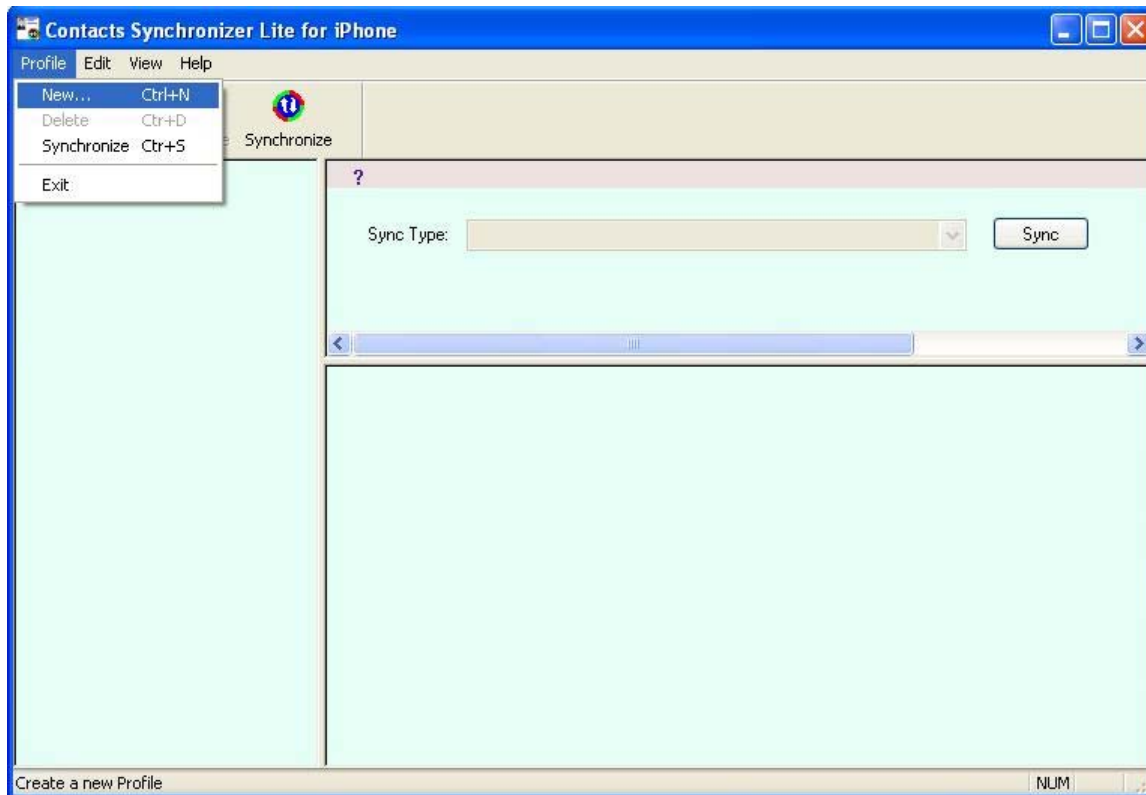 Contacts Synchronizer Lite for iPhone
Profile Edit View Help
New... Ctrl+N
Delete Ctr+D
Synchronize Ctr+S
Exit
Synchronize
?
Sync Type:
Sync
Create a new Profile
NUM